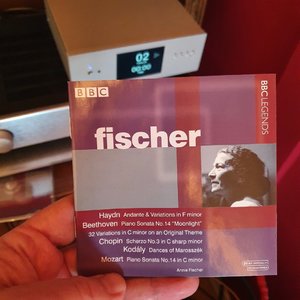 02
00:00
BBC
BBC LEGENDS
fischer
Haydn Andante & Variations in F minor
Beethoven Piano Sonata No.14 "Moonlight"
32 Variations in C minor on an Original Theme
Chopin Scherzo No.3 in C sharp minor
Kodály Dances of Marosszék
Mozart Piano Sonata No.14 in C minor
Annie Fischer